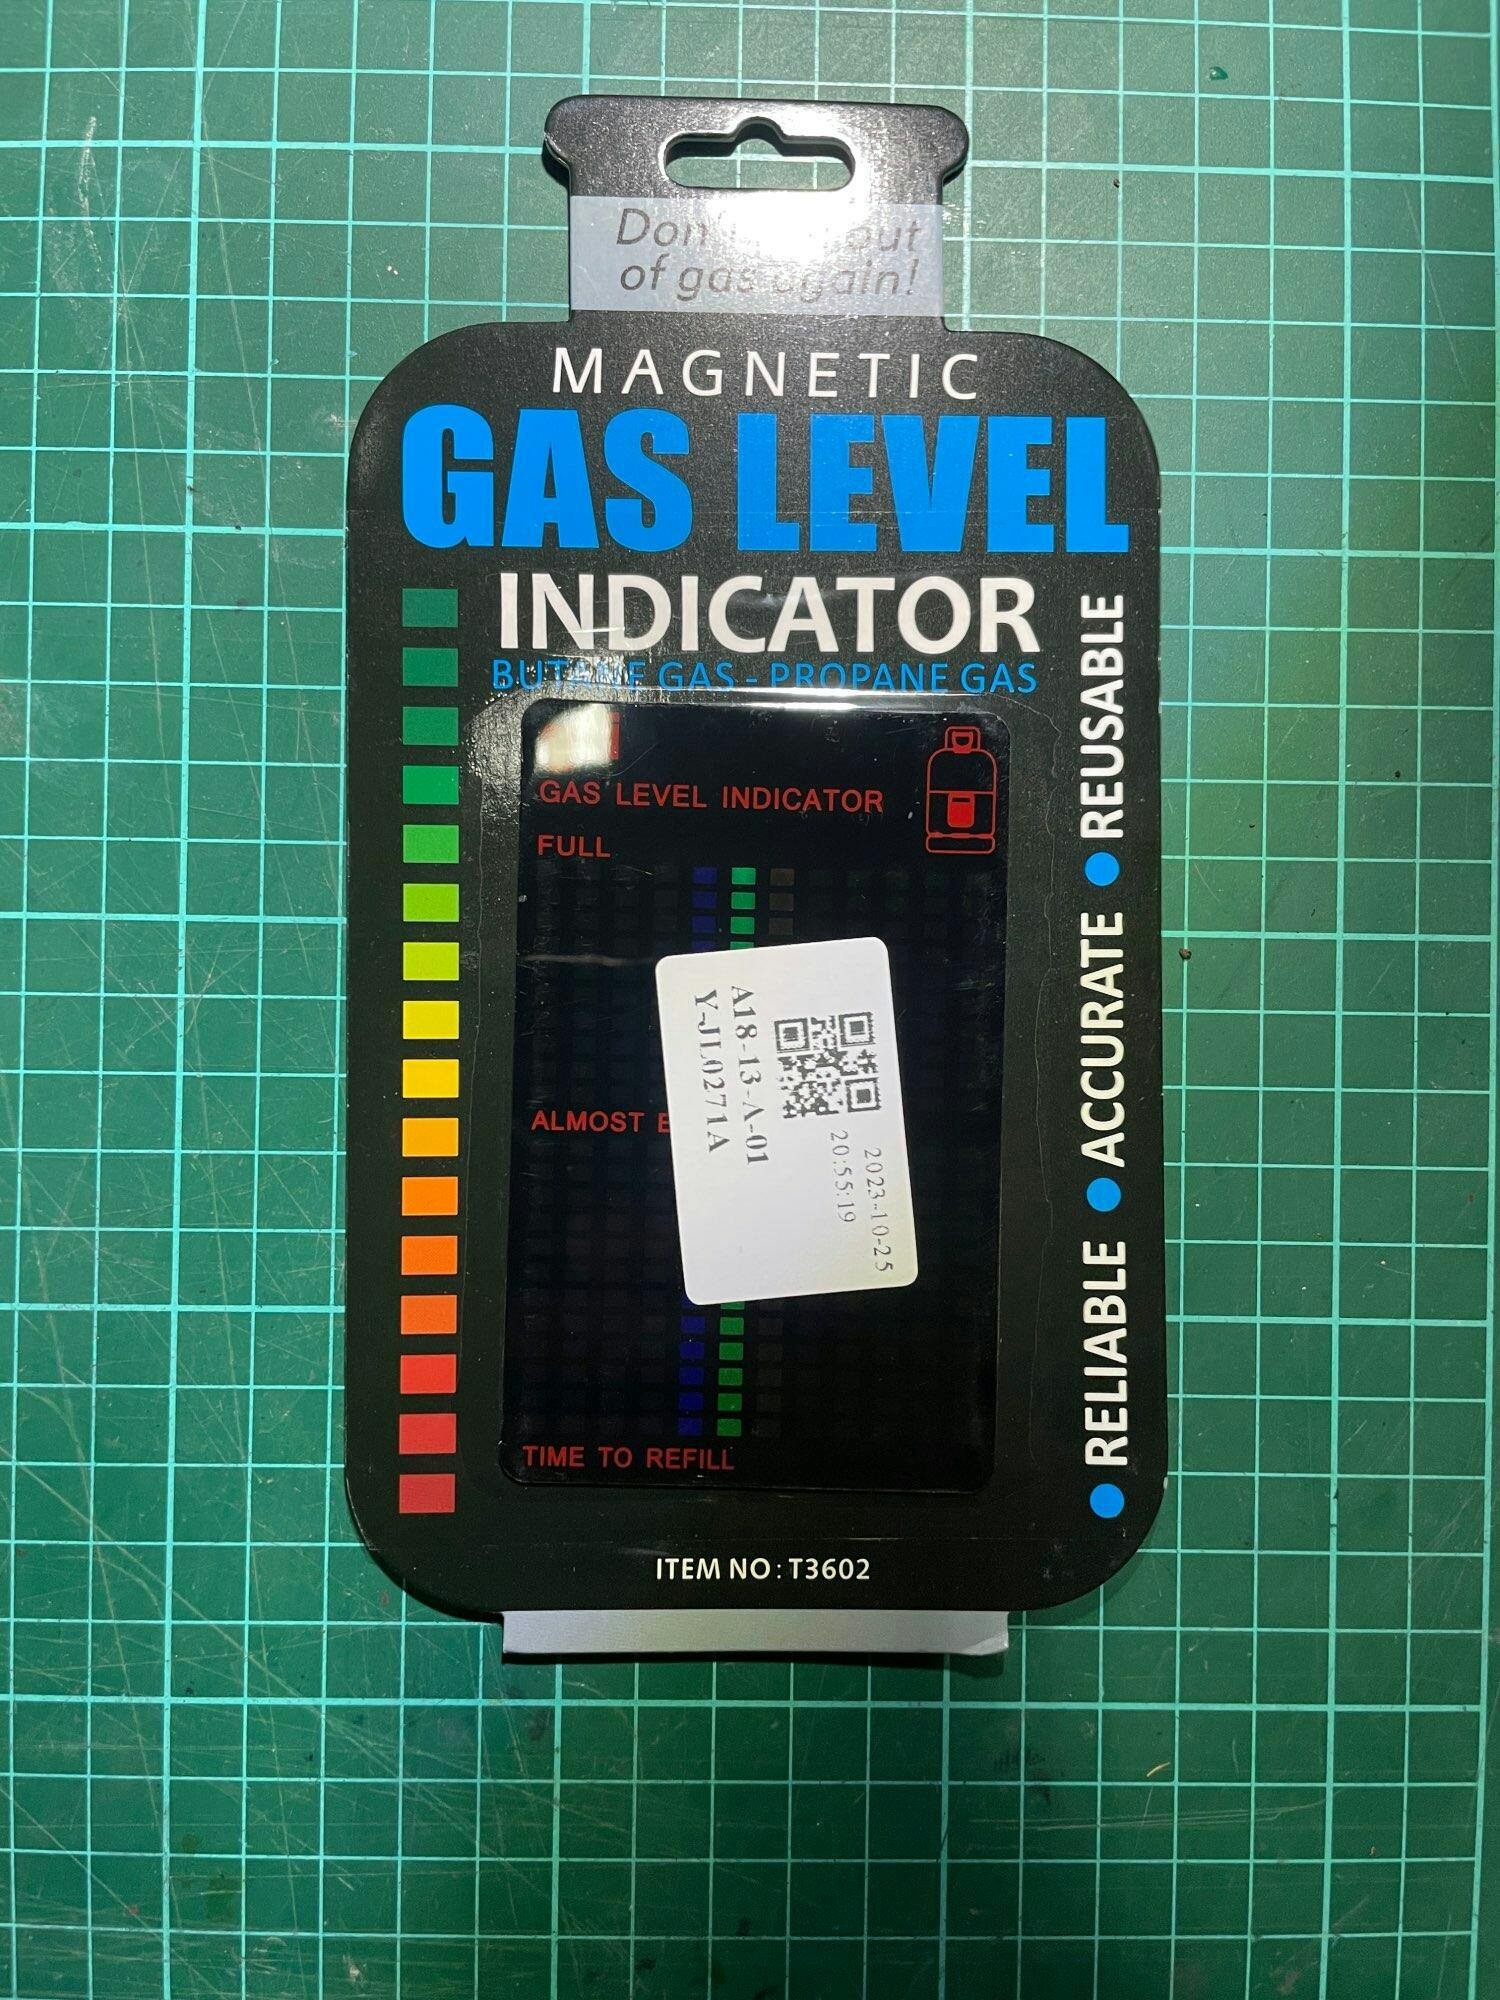 Don't out
of gas again!
MAGNETIC
GAS LEVEL
INDICATOR
BUTANE GAS - PROPANE GAS
GAS LEVEL INDICATOR
FULL
ALMOST E
TIME TO REFILL
2023-10-25
20:55:19
A18-13-A-01
Y-JL0271A
RELIABLE ● ACCURATE ● REUSABLE
ITEM NO : T3602